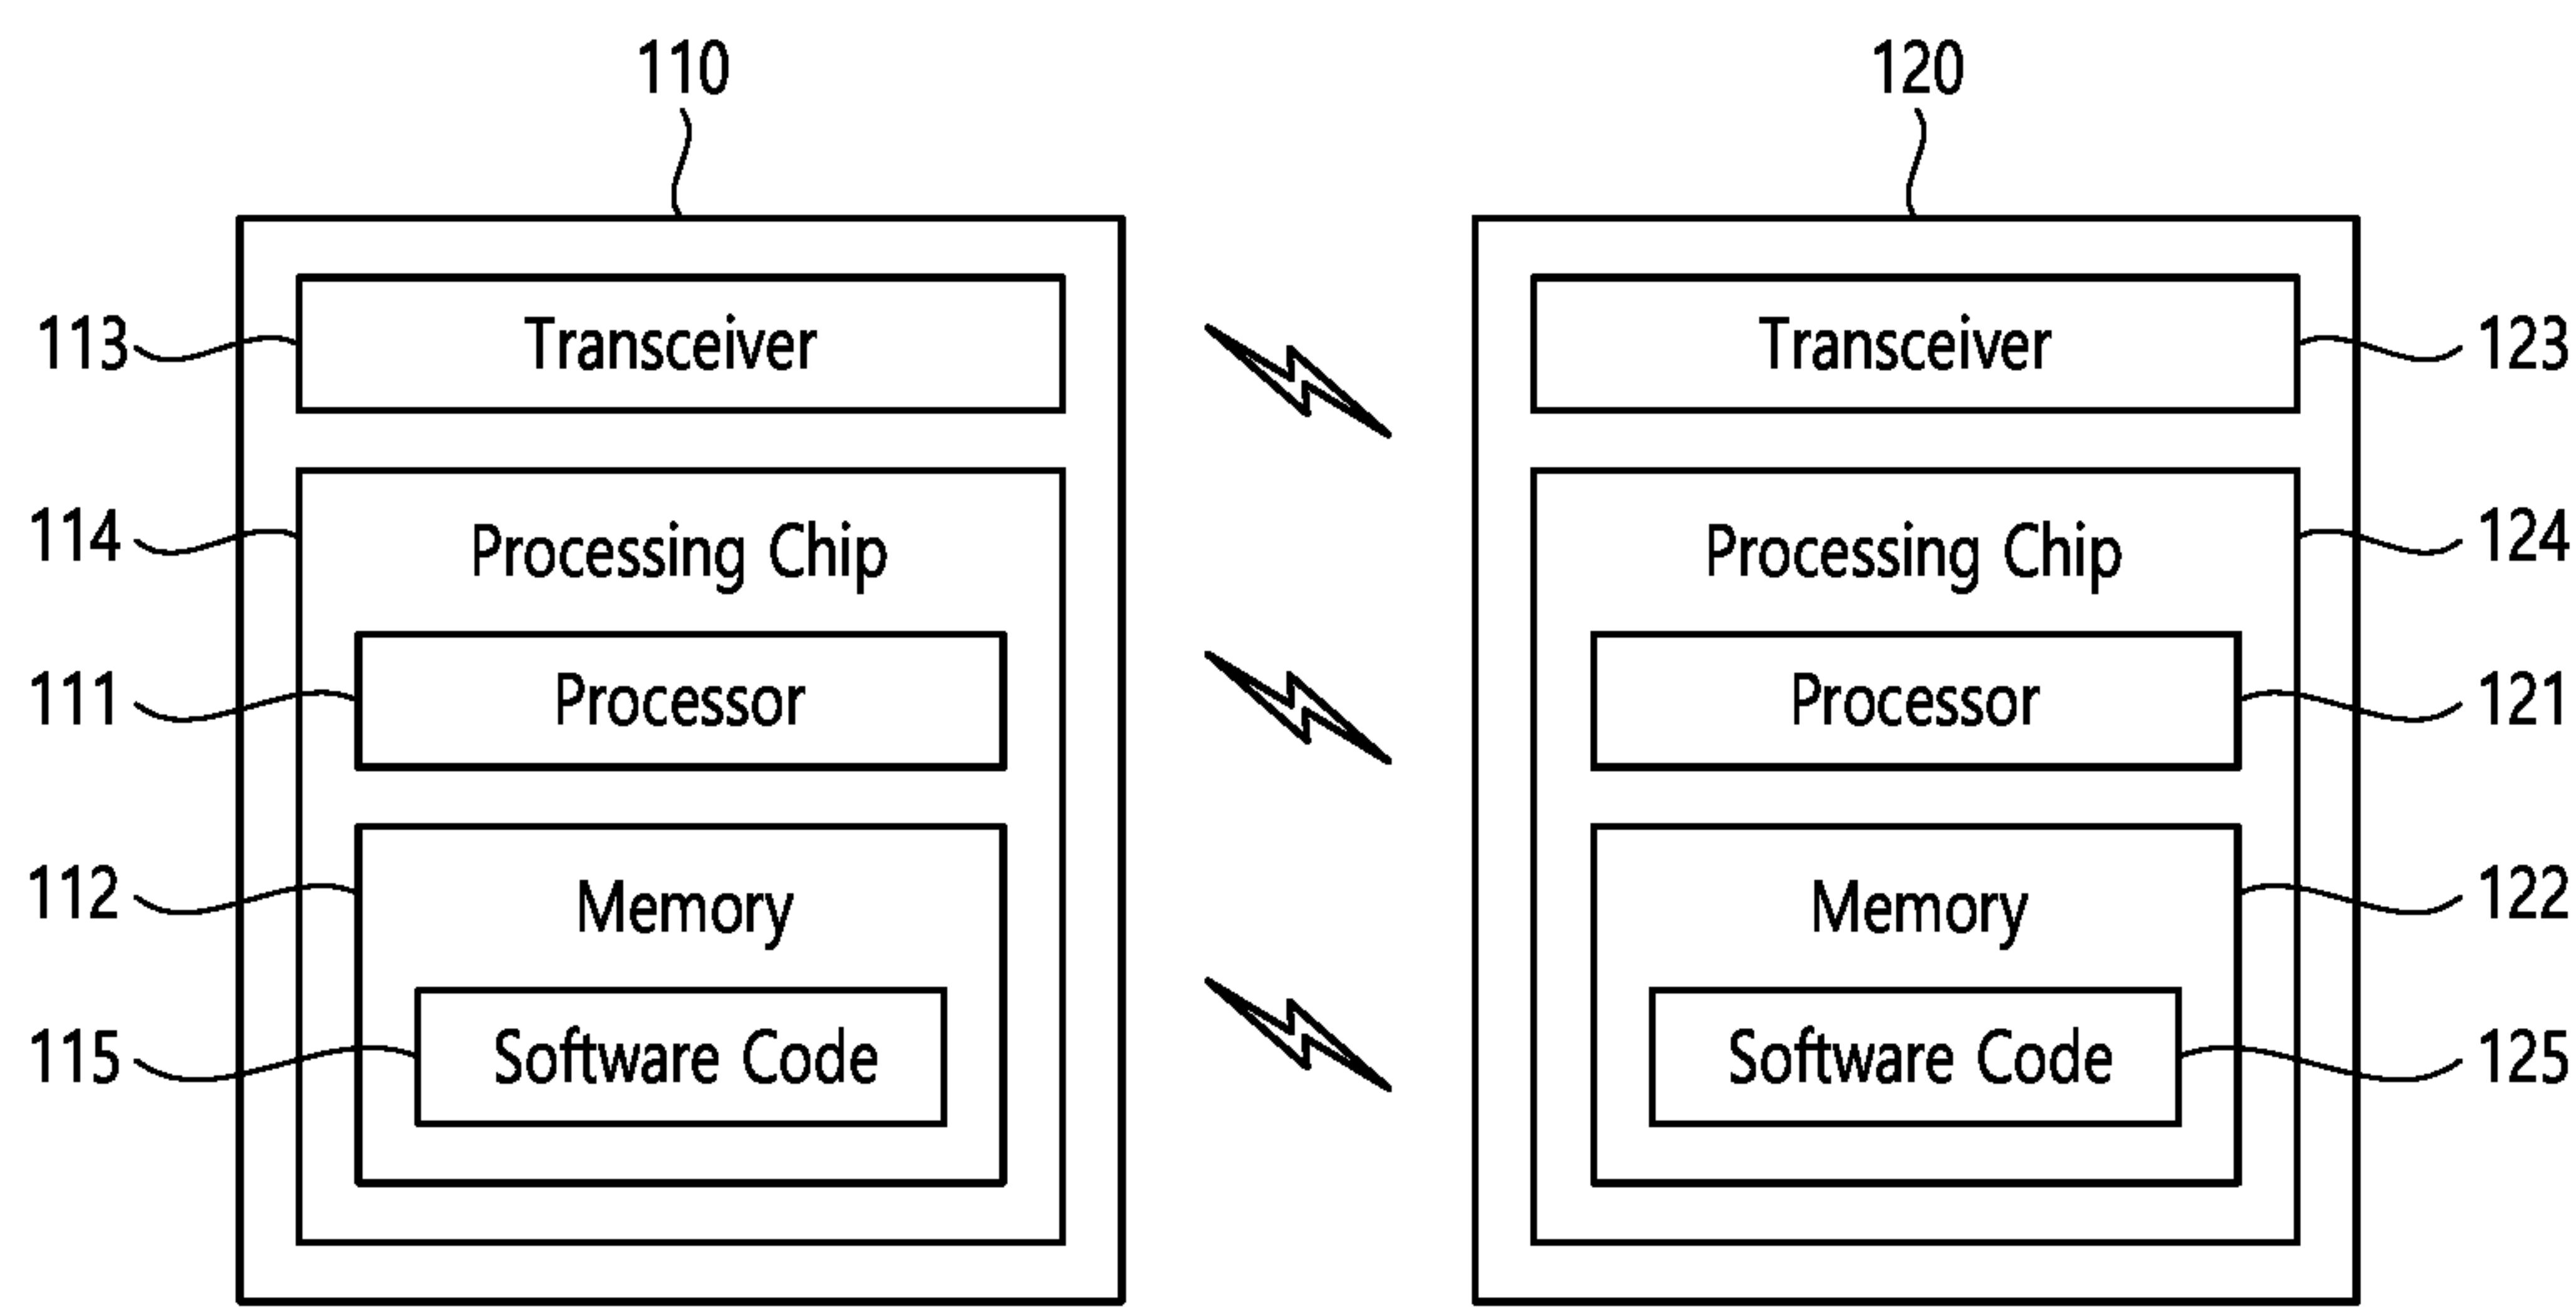 110
120
113
Transceiver
Transceiver
123
114
Processing Chip
Processing Chip
124
111
Processor
Processor
121
112
Memory
Memory
122
115
Software Code
Software Code
125